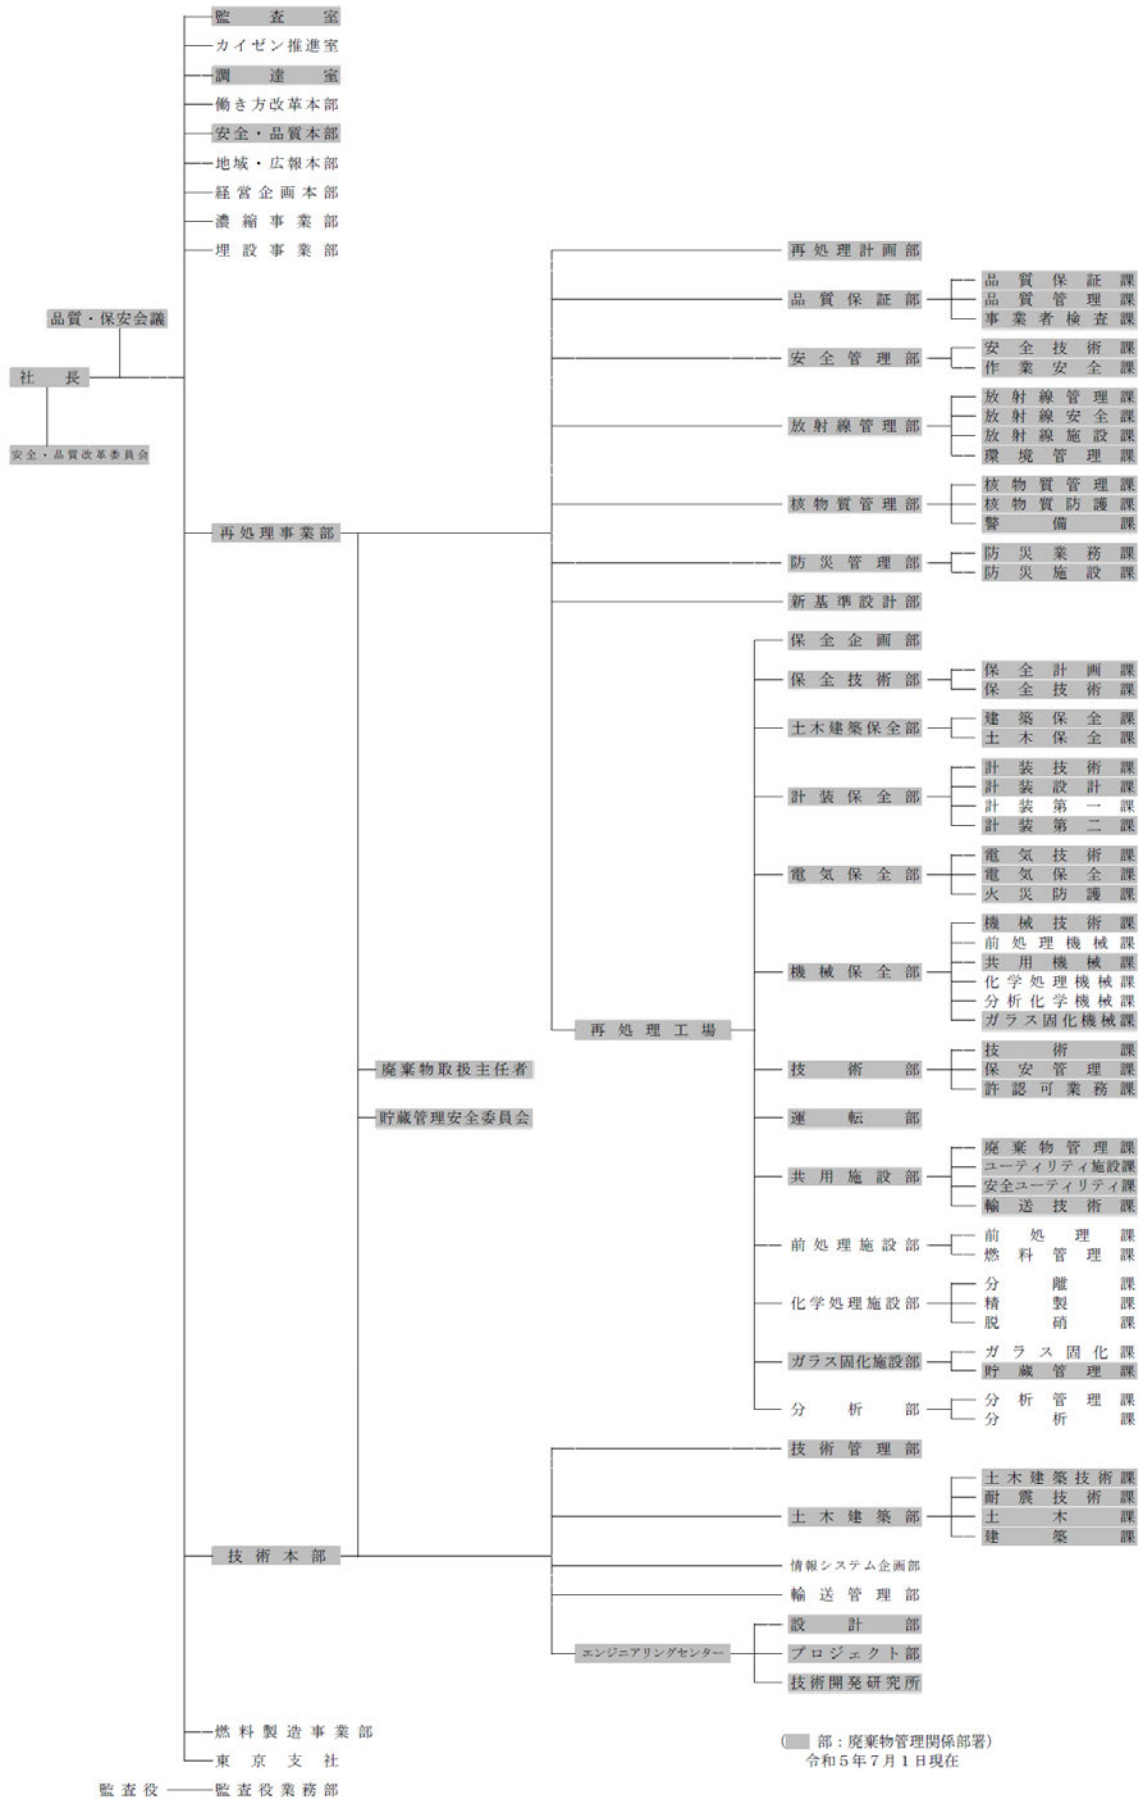 監査室
カイゼン推進室
調達室
働き方改革本部
安全・品質本部
地域・広報本部
経営企画本部
濃縮事業部
埋設事業部
品質・保安会議
社長
安全・品質改革委員会
再処理事業部
再処理計画部
品質保証部
品質保証課
品質管理課
事業者検査課
安全管理部
安全技術課
作業安全課
放射線管理部
放射線管理課
放射線安全課
放射線施設課
環境管理課
核物質管理部
核物質管理課
核物質防護課
警備課
防災管理部
防災業務課
防災施設課
新基準設計部
再処理工場
保全企画部
保全技術部
保全計画課
保全技術課
土木建築保全部
建築保全課
土木保全課
計装保全部
計装技術課
計装設計課
計装第一課
計装第二課
電気保全部
電気技術課
電気保全課
火災防護課
機械保全部
機械技術課
前処理機械課
共用機械課
化学処理機械課
分析化学機械課
ガラス固化機械課
技術部
技術課
保安管理課
許認可業務課
運転部
共用施設部
廃棄物管理課
ユーティリティ施設課
安全ユーティリティ課
輸送技術課
前処理施設部
前処理課
燃料管理課
化学処理施設部
分離課
精製課
脱硝課
ガラス固化施設部
ガラス固化課
貯蔵管理課
分析部
分析管理課
分析課
廃棄物取扱主任者
貯蔵管理安全委員会
技術本部
技術管理部
土木建築部
土木建築技術課
耐震技術課
土木課
建築課
情報システム企画部
輸送管理部
エンジニアリングセンター
設計部
プロジェクト部
技術開発研究所
燃料製造事業部
東京支社
監査役
監査役業務部
(　部：廃棄物管理関係部署)
令和5年7月1日現在